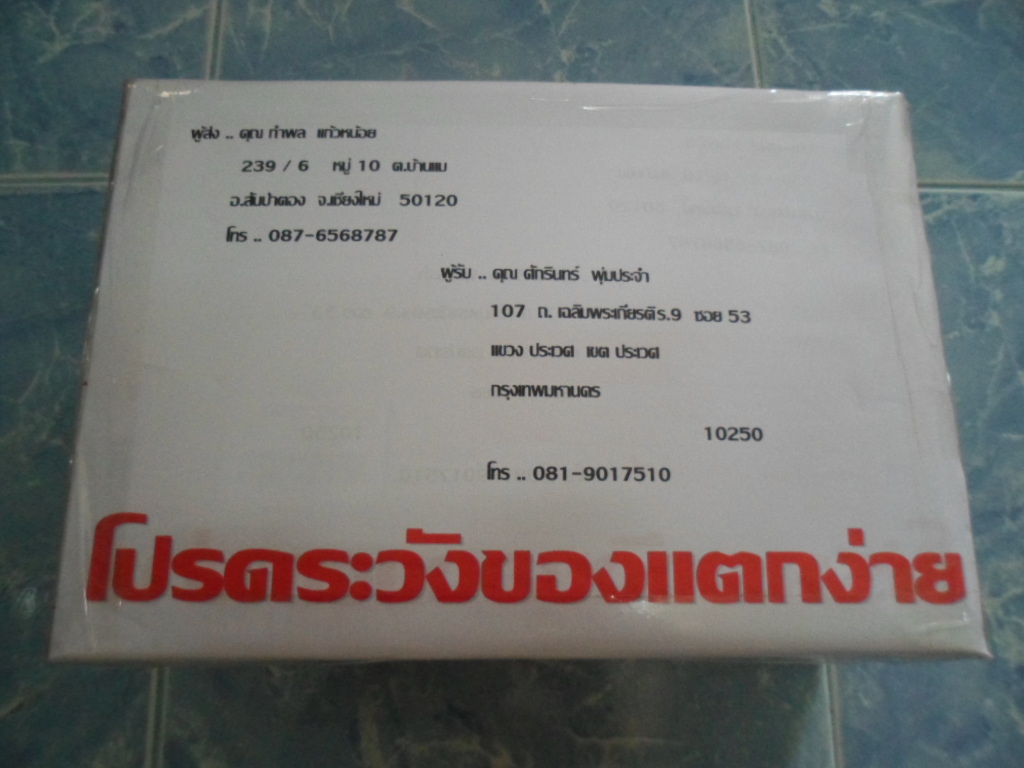 ผู้ส่ง .. คุณ กำพล แก้วหน้อย
239 / 6 หมู่ 10 ต.บ้านแม
อ.สันป่าตอง จ.เชียงใหม่ 50120
โทร .. 087-6568787
ผู้รับ .. คุณ ศักรินทร์ พุ่มประจำ
107 ถ. เฉลิมพระเกียรติ ร.9 ซอย 53
แขวง ประเวศ เขต ประเวศ
กรุงเทพมหานคร
10250
โทร .. 081-9017510
โปรดระวังของแตกง่าย